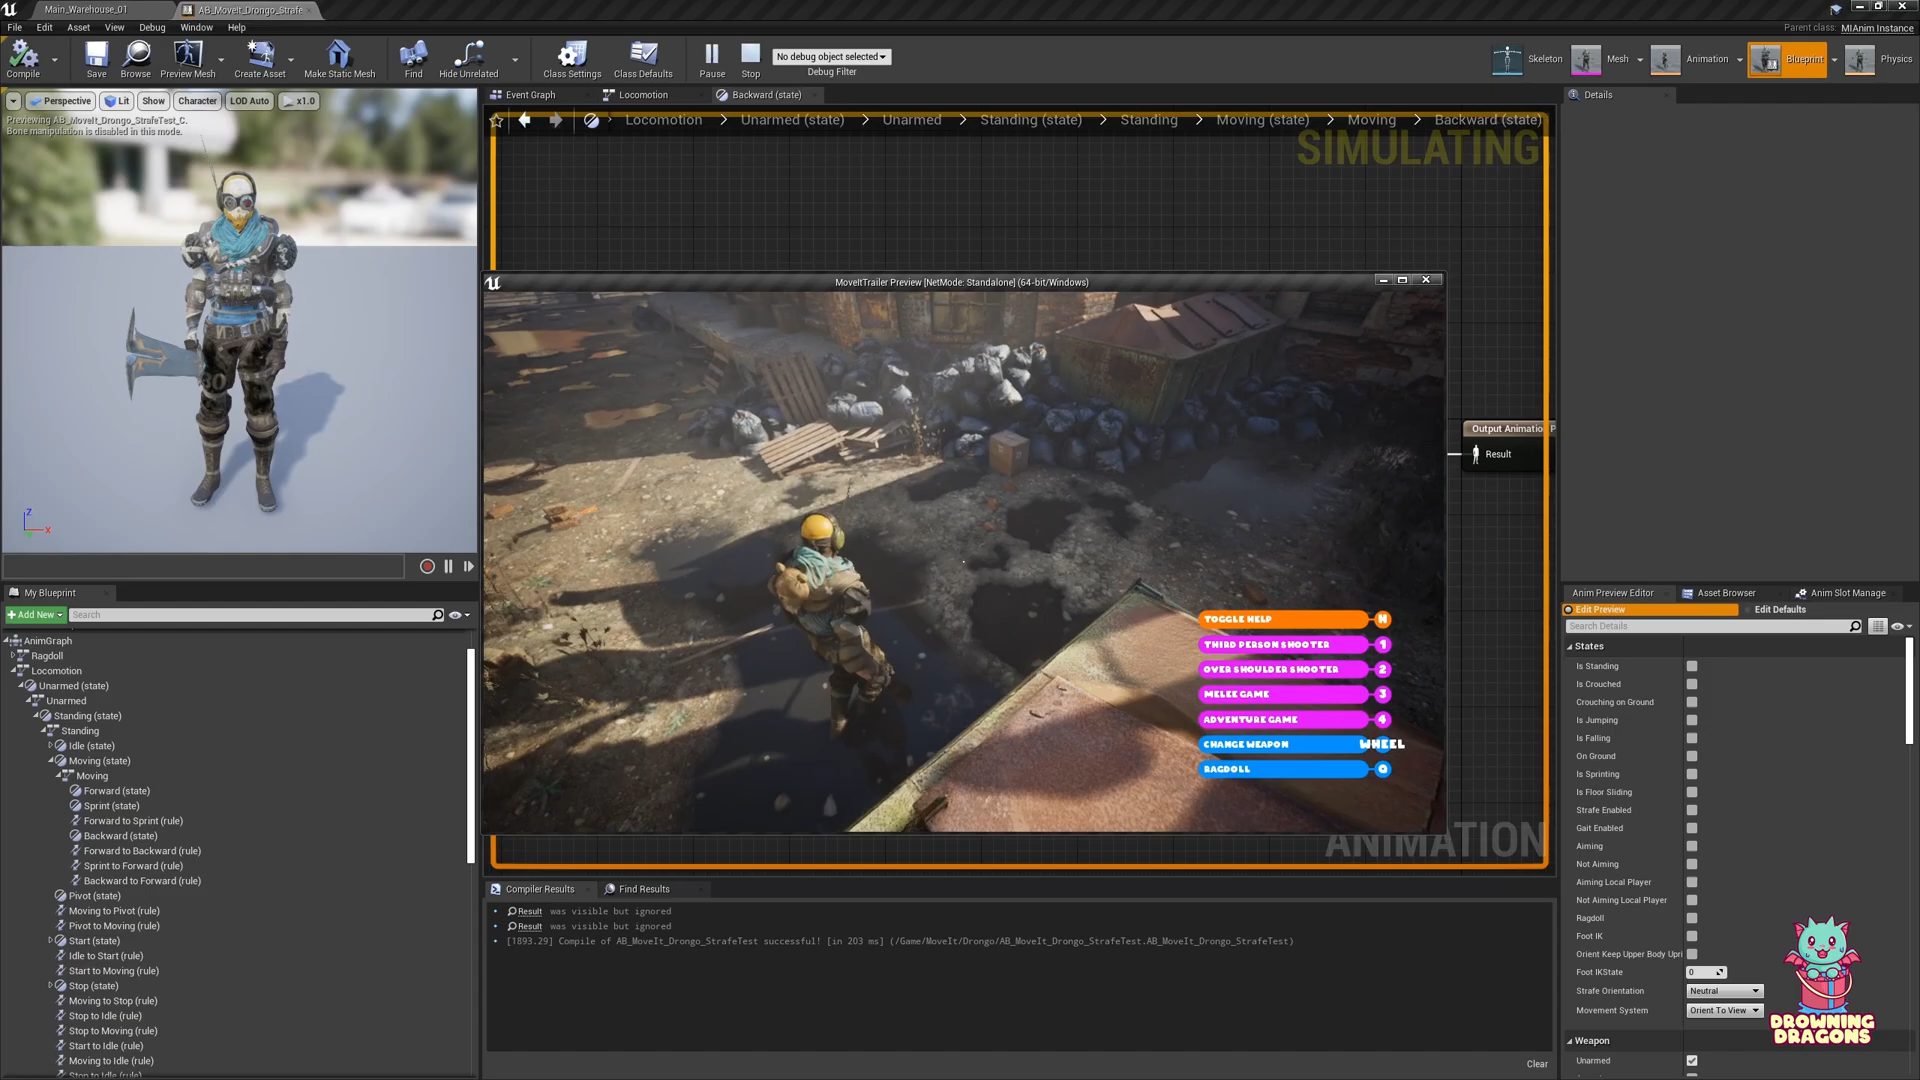 Main_Warehouse_01
AB_MoveIt_Drongo_Strafe
File Edit Asset View Debug Window Help
Parent class: MIAnim Instance
Compile
Save
Browse
Preview Mesh
Create Asset
Make Static Mesh
Find
Hide Unrelated
Class Settings
Class Defaults
Pause
Stop
No debug object selected
Debug Filter
Skeleton
Mesh
Animation
Blueprint
Physics
Perspective Lit Show Character LOD Auto x1.0
Previewing AB_MoveIt_Drongo_StrafeTest_C.
Bone manipulation is disabled in this mode.
Z
X
Event Graph
Locomotion
Backward (state)
Locomotion > Unarmed (state) > Unarmed > Standing (state) > Standing > Moving (state) > Moving > Backward (state)
SIMULATING
MoveItTrailer Preview [NetMode: Standalone] (64-bit/Windows)
TOGGLE HELP H
THIRD PERSON SHOOTER 1
OVER SHOULDER SHOOTER 2
MELEE GAME 3
ADVENTURE GAME 4
CHANGE WEAPON WHEEL
RAGDOLL
Output Animation P
Result
ANIMATION
My Blueprint
Add New
Search
AnimGraph
Ragdoll
Locomotion
Unarmed (state)
Unarmed
Standing (state)
Standing
Idle (state)
Moving (state)
Moving
Forward (state)
Sprint (state)
Forward to Sprint (rule)
Backward (state)
Forward to Backward (rule)
Sprint to Forward (rule)
Backward to Forward (rule)
Pivot (state)
Moving to Pivot (rule)
Pivot to Moving (rule)
Start (state)
Idle to Start (rule)
Start to Moving (rule)
Stop (state)
Moving to Stop (rule)
Stop to Idle (rule)
Stop to Moving (rule)
Start to Idle (rule)
Moving to Idle (rule)
Stop to Idle (rule)
Compiler Results
Find Results
Result was visible but ignored
Result was visible but ignored
[1893.29] Compile of AB_MoveIt_Drongo_StrafeTest successful! [in 203 ms] (/Game/MoveIt/Drongo/AB_MoveIt_Drongo_StrafeTest.AB_MoveIt_Drongo_StrafeTest)
Clear
Details
Anim Preview Editor
Asset Browser
Anim Slot Manage
Edit Preview
Edit Defaults
Search Details
States
Is Standing
Is Crouched
Crouching on Ground
Is Jumping
Is Falling
On Ground
Is Sprinting
Is Floor Sliding
Strafe Enabled
Gait Enabled
Aiming
Not Aiming
Aiming Local Player
Not Aiming Local Player
Ragdoll
Foot IK
Orient Keep Upper Body Upri
Foot IKState 0
Strafe Orientation Neutral
Movement System Orient To View
Weapon
Unarmed
DROWNING
DRAGONS